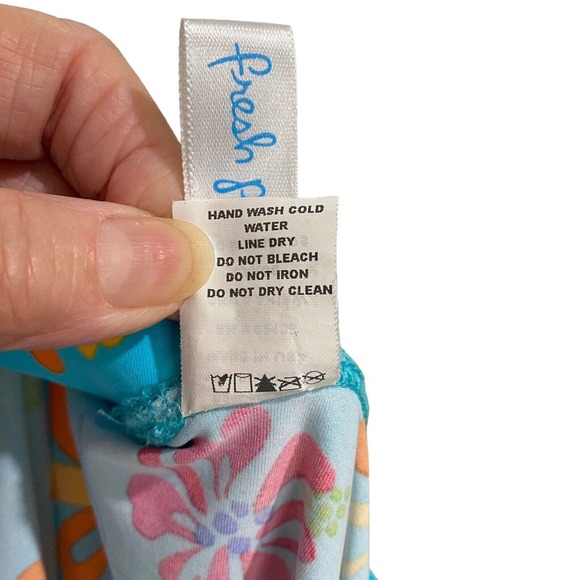 fresh
HAND WASH COLD
WATER
LINE DRY
DO NOT BLEACH
DO NOT IRON
DO NOT DRY CLEAN